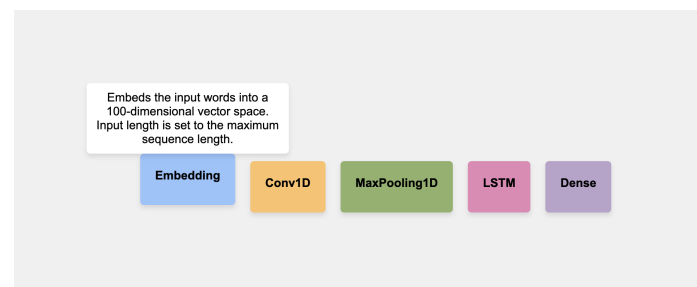 Embeds the input words into a
100-dimensional vector space.
Input length is set to the maximum
sequence length.
Embedding
Conv1D
MaxPooling1D
LSTM
Dense